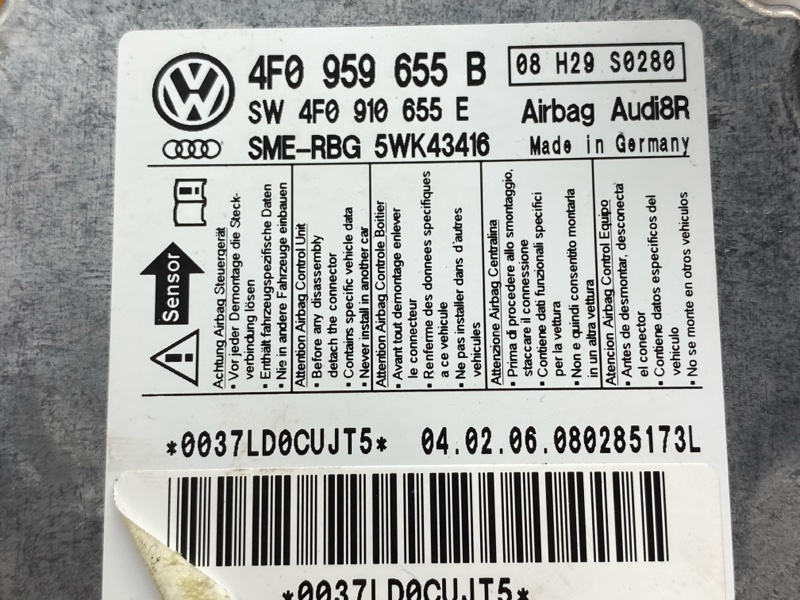 4F0 959 655 B
08 H29 S0280
SW 4F0 910 655 E
Airbag Audi8R
SME-RBG 5WK43416
Made in Germany
Sensor
Achtung Airbag Steuergerät
• Vor jeder Demontage die Steck-
verbindung lösen
• Enthält fahrzeugspezifische Daten
• Nie in andere Fahrzeuge einbauen
Attention Airbag Control Unit
• Before any disassembly
detach the connector
• Contains specific vehicle data
• Never install in another car
Attention Airbag Controle Boitier
• Avant tout demontage enlever
le connecteur
• Renferme des donnees specifiques
a ce vehicule
• Ne pas installer dans d'autres
vehicules
Attenzione Airbag Centralina
• Prima di procedere allo smontaggio,
staccare il connessione
• Contiene dati funzionali specifici
per la vettura
• Non e quindi consentito montarla
in un altra vettura
Atencion Airbag Control Equipo
• Antes de desmontar, desconecta
el conector
• Contiene datos especificos del
vehiculo
• No se monte en otros vehiculos
*0037LD0CUJT5*
04.02.06.080285173L
*0037LD0CUJT5*